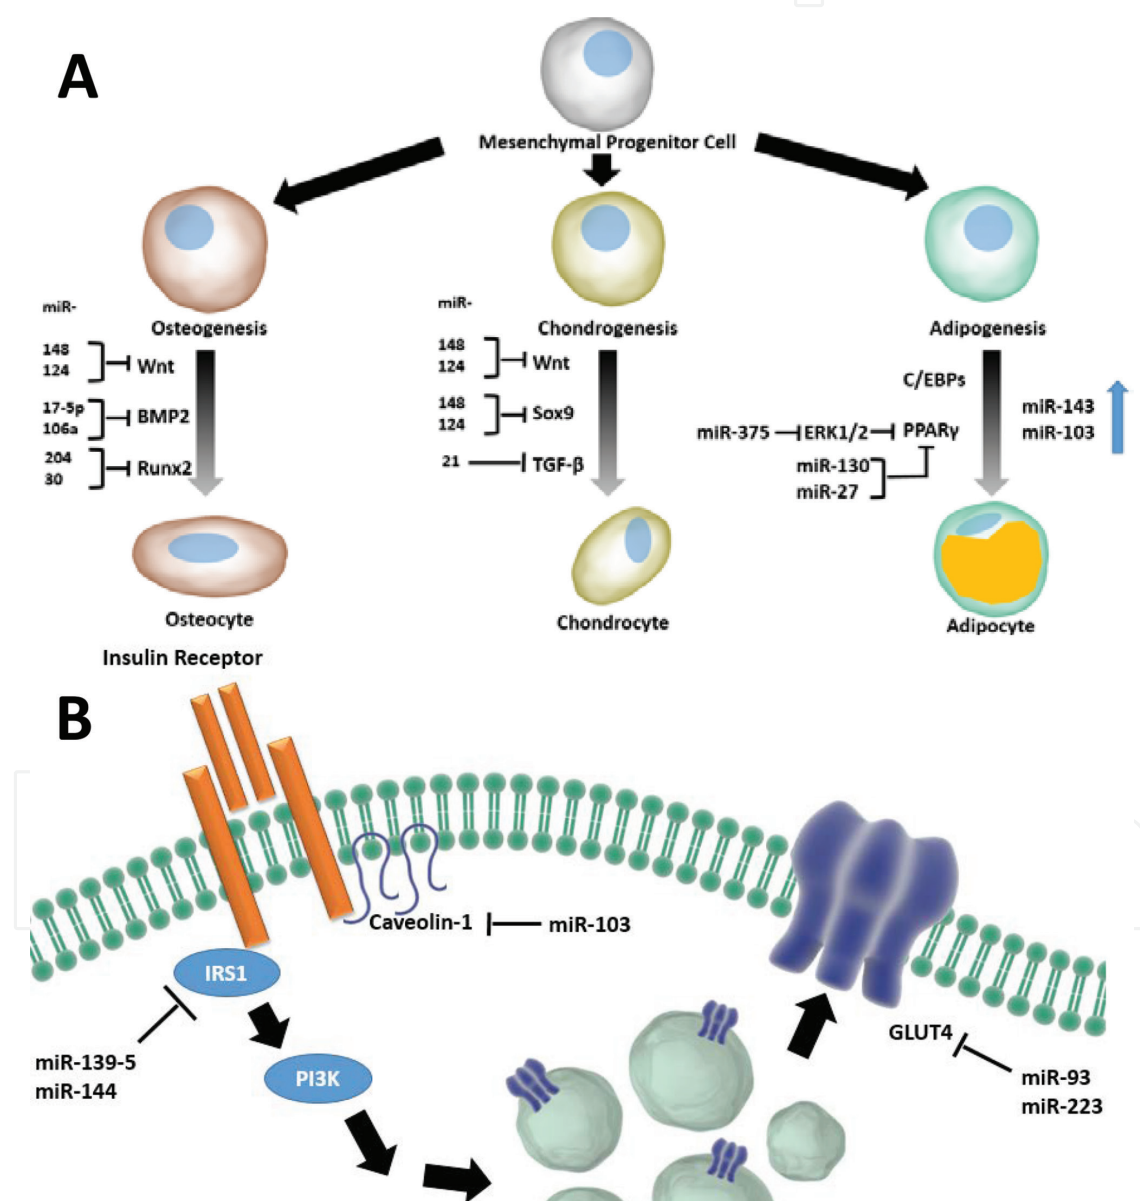 A
Mesenchymal Progenitor Cell
miR-
Osteogenesis
148
124
Wnt
17-5p
106a
BMP2
204
30
Runx2
Osteocyte
miR-
Chondrogenesis
148
124
Wnt
148
124
Sox9
21
TGF-β
Chondrocyte
Adipogenesis
C/EBPs
miR-143
miR-103
miR-375
ERK1/2
PPARγ
miR-130
miR-27
Adipocyte
Insulin Receptor
B
Caveolin-1
miR-103
IRS1
miR-139-5
miR-144
PI3K
GLUT4
miR-93
miR-223